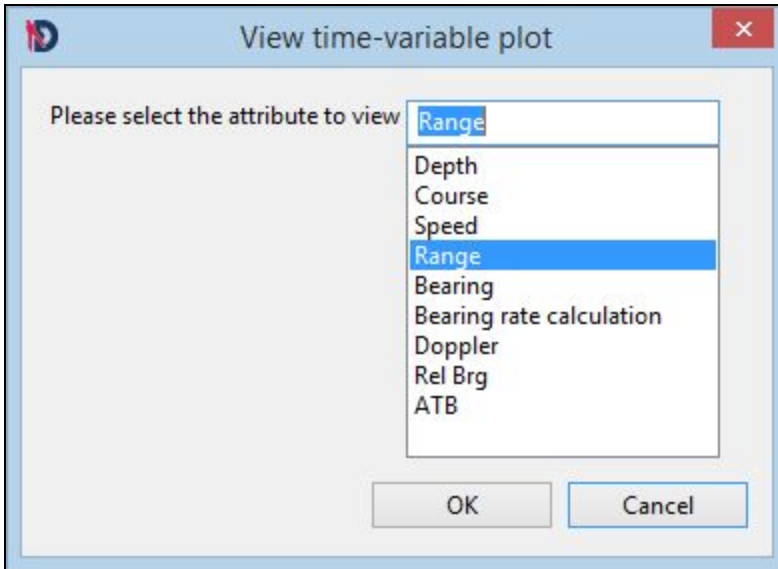 View time-variable plot
Please select the attribute to view
Range
Depth
Course
Speed
Range
Bearing
Bearing rate calculation
Doppler
Rel Brg
ATB
OK
Cancel